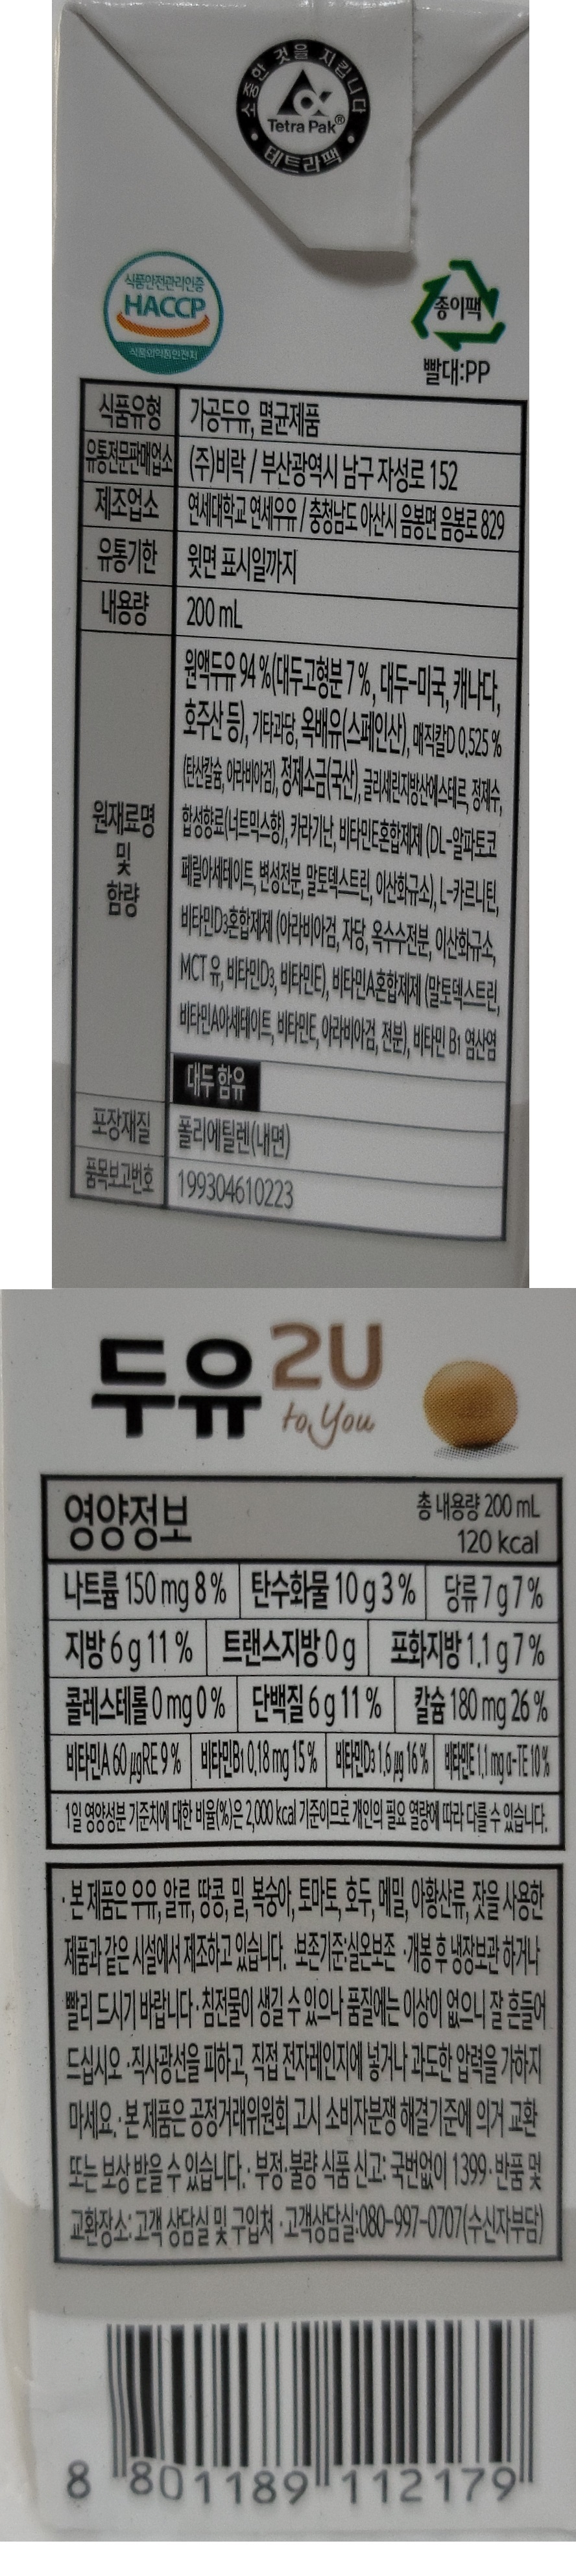 소중한 것을 지킵니다
Tetra Pak®
테트라팩
식품안전관리인증
HACCP
식품의약품안전처
종이팩
빨대:PP
식품유형 가공두유, 멸균제품
유통전문판매업소 (주)비락 / 부산광역시 남구 자성로 152
제조업소 연세대학교 연세우유 / 충청남도 아산시 음봉면 음봉로 829
유통기한 윗면 표시일까지
내용량 200 mL
원재료명 및 함량
원액두유 94 %(대두고형분 7 %, 대두-미국, 캐나다,
호주산 등), 기타과당, 옥배유(스페인산), 매직칼D 0.525 %
(탄산칼슘, 아라비아검), 정제소금(국산), 글리세린지방산에스테르, 정제수,
합성향료(너트믹스향), 카라기난, 비타민E혼합제제 (DL-알파토코
페릴아세테이트, 변성전분, 말토덱스트린, 이산화규소), L-카르니틴,
비타민D₃혼합제제 (아라비아검, 자당, 옥수수전분, 이산화규소,
MCT 유, 비타민D₃, 비타민E), 비타민A혼합제제 (말토덱스트린,
비타민A아세테이트, 비타민E, 아라비아검, 전분), 비타민 B₁ 염산염
대두 함유
포장재질 폴리에틸렌(내면)
품목보고번호 199304610223
두유 2U
to You
영양정보 총 내용량 200 mL
120 kcal
나트륨 150 mg 8 % 탄수화물 10 g 3 % 당류 7 g 7 %
지방 6 g 11 % 트랜스지방 0 g 포화지방 1.1 g 7 %
콜레스테롤 0 mg 0 % 단백질 6 g 11 % 칼슘 180 mg 26 %
비타민A 60 μgRE 9 % 비타민B₁ 0.18 mg 15 % 비타민D₃ 1.6 μg 16 % 비타민E 1.1 mg α-TE 10 %
1일 영양성분 기준치에 대한 비율(%)은 2,000 kcal 기준이므로 개인의 필요 열량에 따라 다를 수 있습니다.
· 본 제품은 우유, 알류, 땅콩, 밀, 복숭아, 토마토, 호두, 메밀, 아황산류, 잣을 사용한
제품과 같은 시설에서 제조하고 있습니다. ·보존기준:실온보존 ·개봉 후 냉장보관 하거나
빨리 드시기 바랍니다 · 침전물이 생길 수 있으나 품질에는 이상이 없으니 잘 흔들어
드십시오 ·직사광선을 피하고, 직접 전자레인지에 넣거나 과도한 압력을 가하지
마세요. · 본 제품은 공정거래위원회 고시 소비자분쟁 해결기준에 의거 교환
또는 보상 받을 수 있습니다. · 부정·불량 식품 신고: 국번없이 1399 · 반품 및
교환장소: 고객 상담실 및 구입처 · 고객상담실:080-997-0707(수신자부담)
8 801189 112179